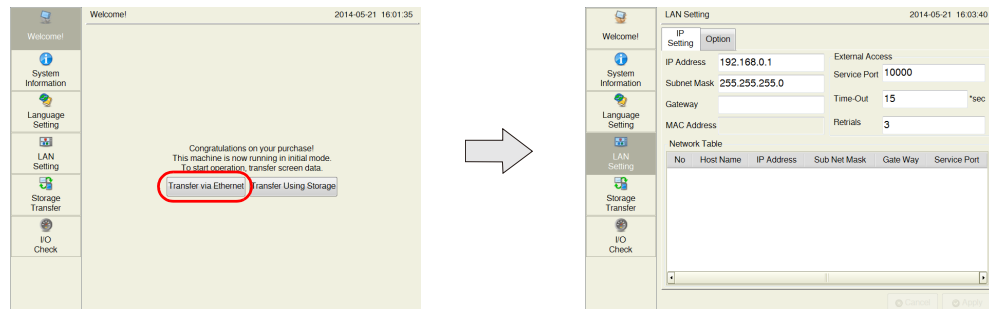 Welcome!
2014-05-21 16:01:35
Welcome!
System
Information
Language
Setting
LAN
Setting
Storage
Transfer
I/O
Check
Congratulations on your purchase!
This machine is now running in initial mode.
To start operation, transfer screen data.
Transfer via Ethernet
Transfer Using Storage
LAN Setting
2014-05-21 16:03:40
Welcome!
System
Information
Language
Setting
LAN
Setting
Storage
Transfer
I/O
Check
IP
Setting
Option
IP Address 192.168.0.1
Subnet Mask 255.255.255.0
Gateway
MAC Address
External Access
Service Port 10000
Time-Out 15 *sec
Retrials 3
Network Table
No Host Name IP Address Sub Net Mask Gate Way Service Port
Cancel Apply